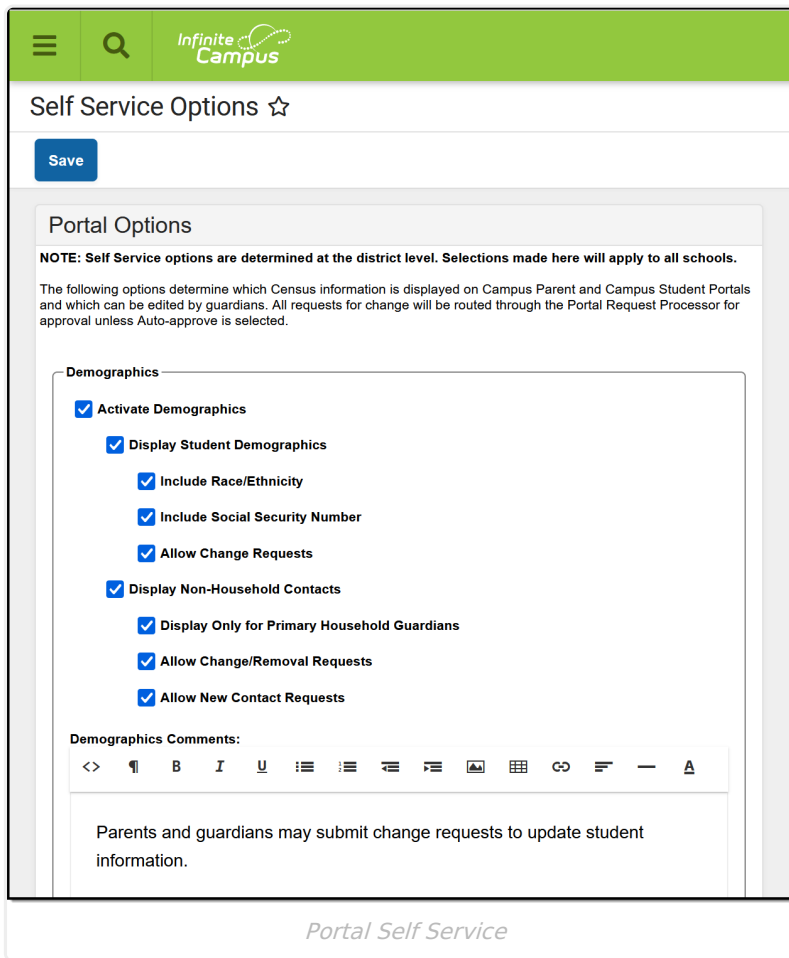 Infinite
Campus
Self Service Options
Save
Portal Options
NOTE: Self Service options are determined at the district level. Selections made here will apply to all schools.
The following options determine which Census information is displayed on Campus Parent and Campus Student Portals
and which can be edited by guardians. All requests for change will be routed through the Portal Request Processor for
approval unless Auto-approve is selected.
Demographics
Activate Demographics
Display Student Demographics
Include Race/Ethnicity
Include Social Security Number
Allow Change Requests
Display Non-Household Contacts
Display Only for Primary Household Guardians
Allow Change/Removal Requests
Allow New Contact Requests
Demographics Comments:
<> ¶ B I U A
Parents and guardians may submit change requests to update student
information.
Portal Self Service